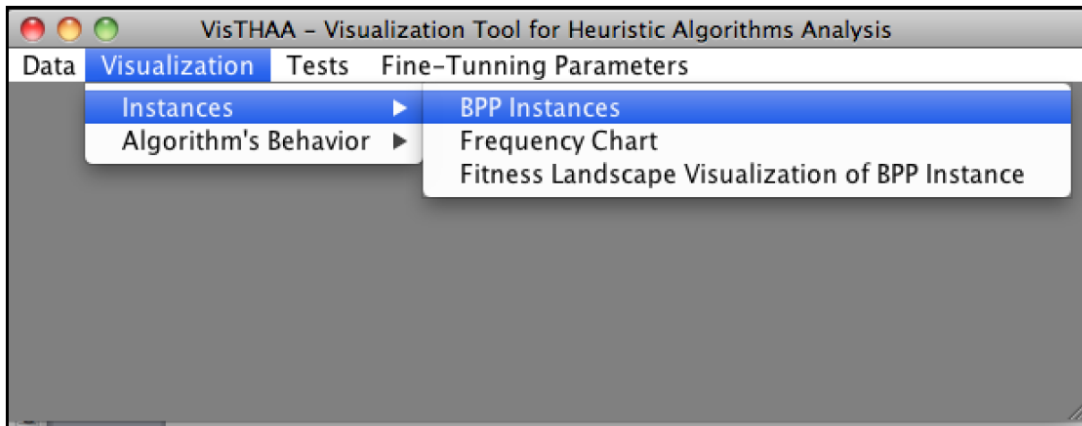 VisTHAA – Visualization Tool for Heuristic Algorithms Analysis
Data Visualization Tests Fine-Tunning Parameters
Instances BPP Instances
Algorithm's Behavior Frequency Chart
Fitness Landscape Visualization of BPP Instance